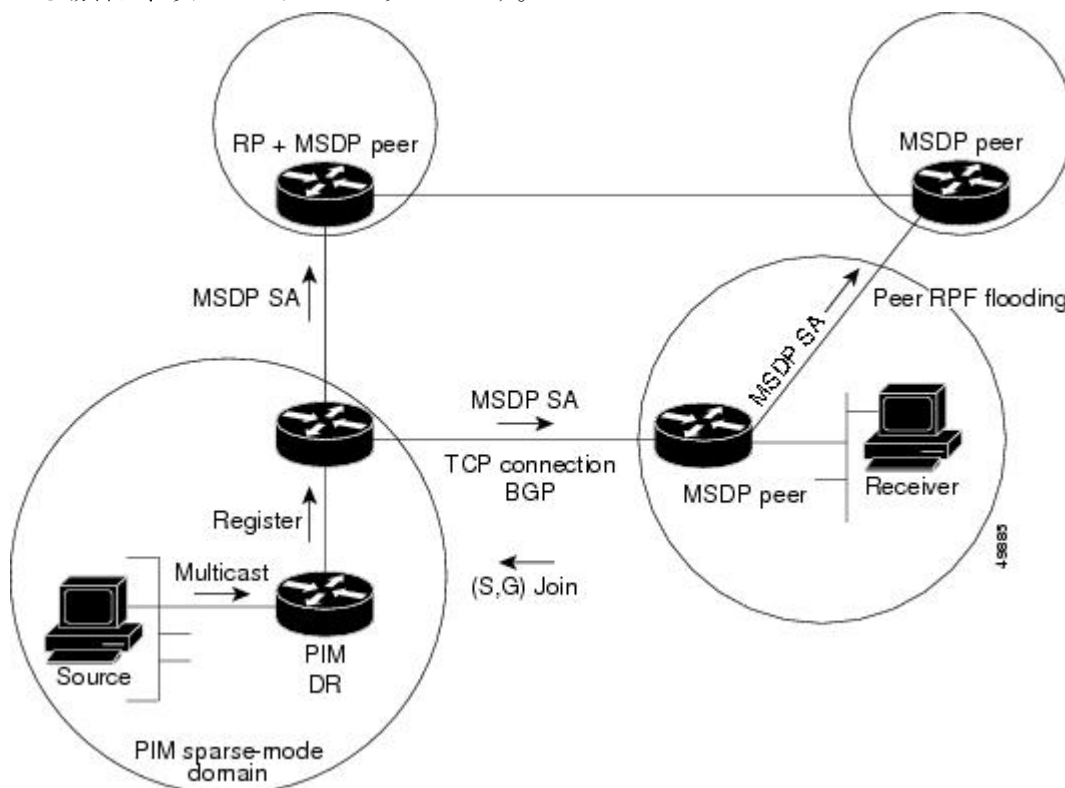 RP + MSDP peer
MSDP peer
MSDP SA
Peer RPF flooding
MSDP SA
MSDP SA
TCP connection
BGP
MSDP peer
Receiver
Register
49885
Multicast
(S,G) Join
Source
PIM
DR
PIM sparse-mode
domain